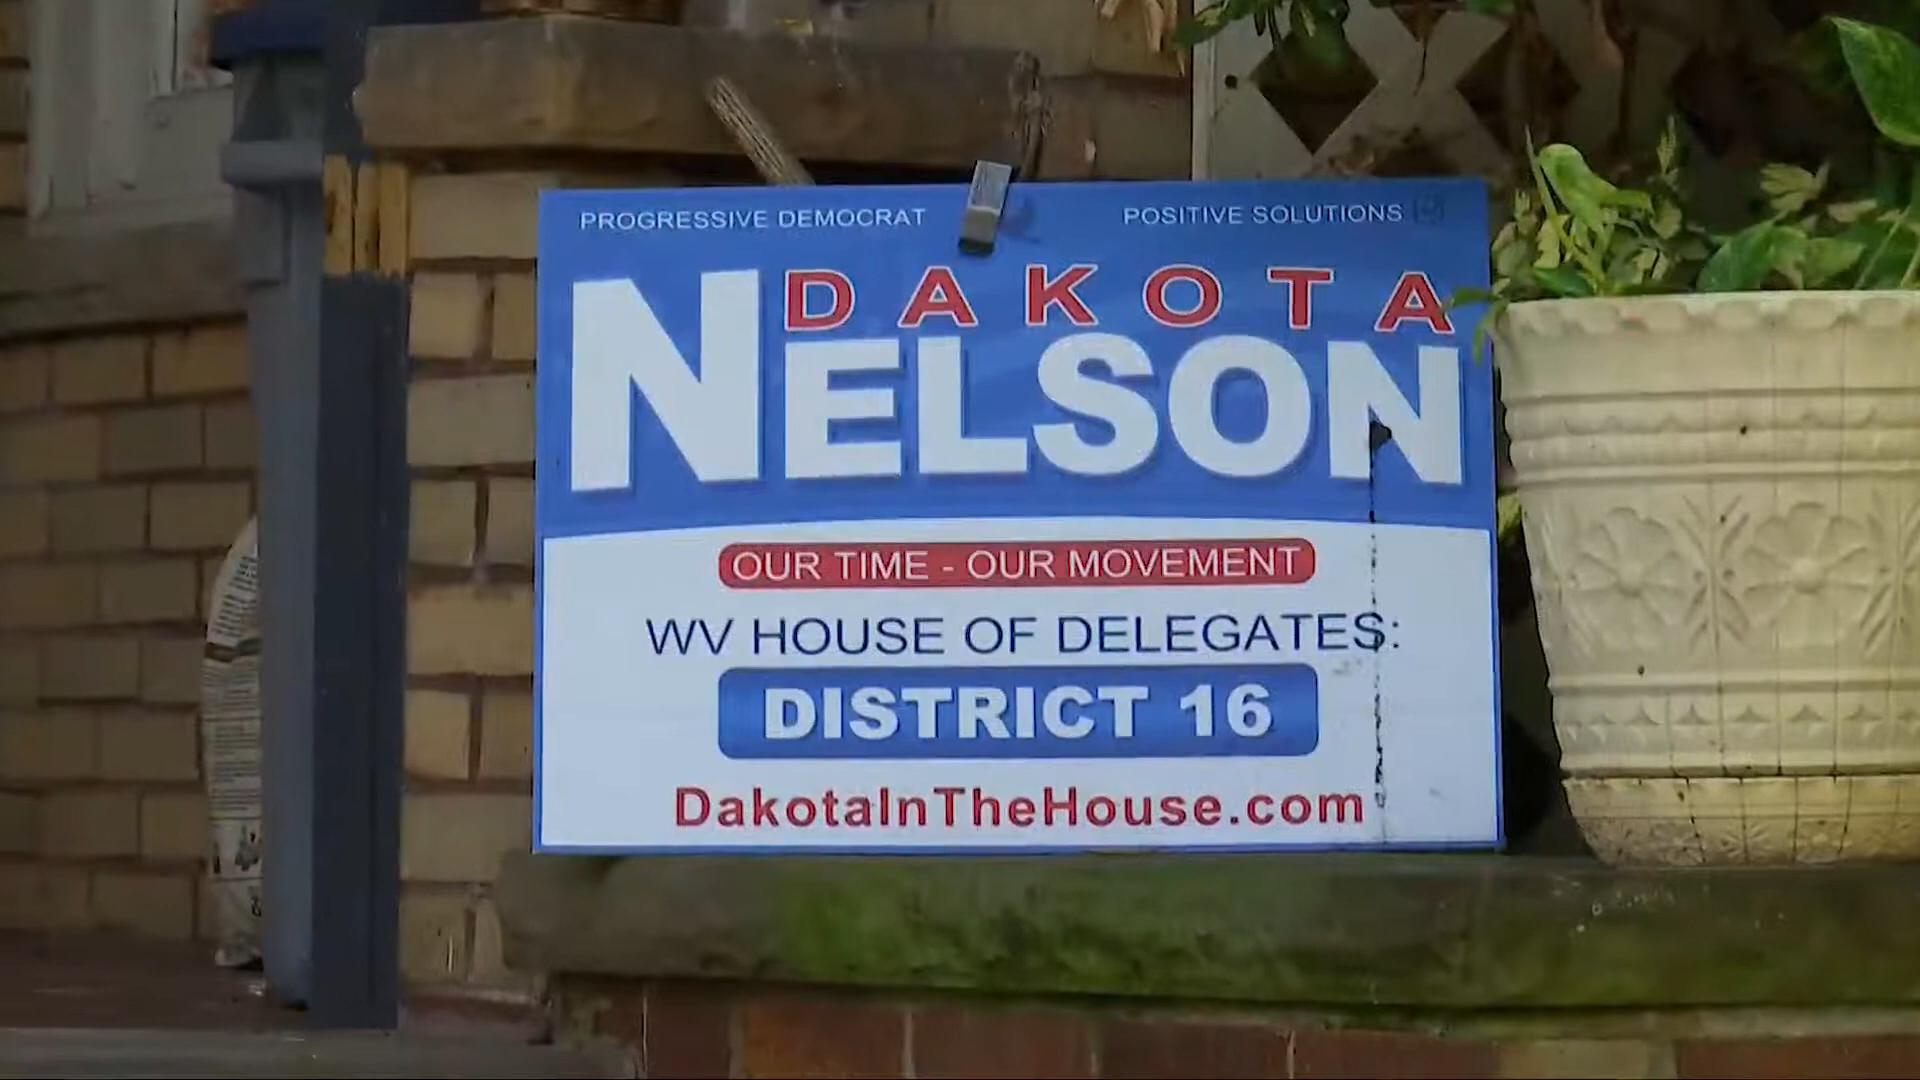 PROGRESSIVE DEMOCRAT
POSITIVE SOLUTIONS
DAKOTA
NELSON
OUR TIME - OUR MOVEMENT
WV HOUSE OF DELEGATES:
DISTRICT 16
DakotaInTheHouse.com